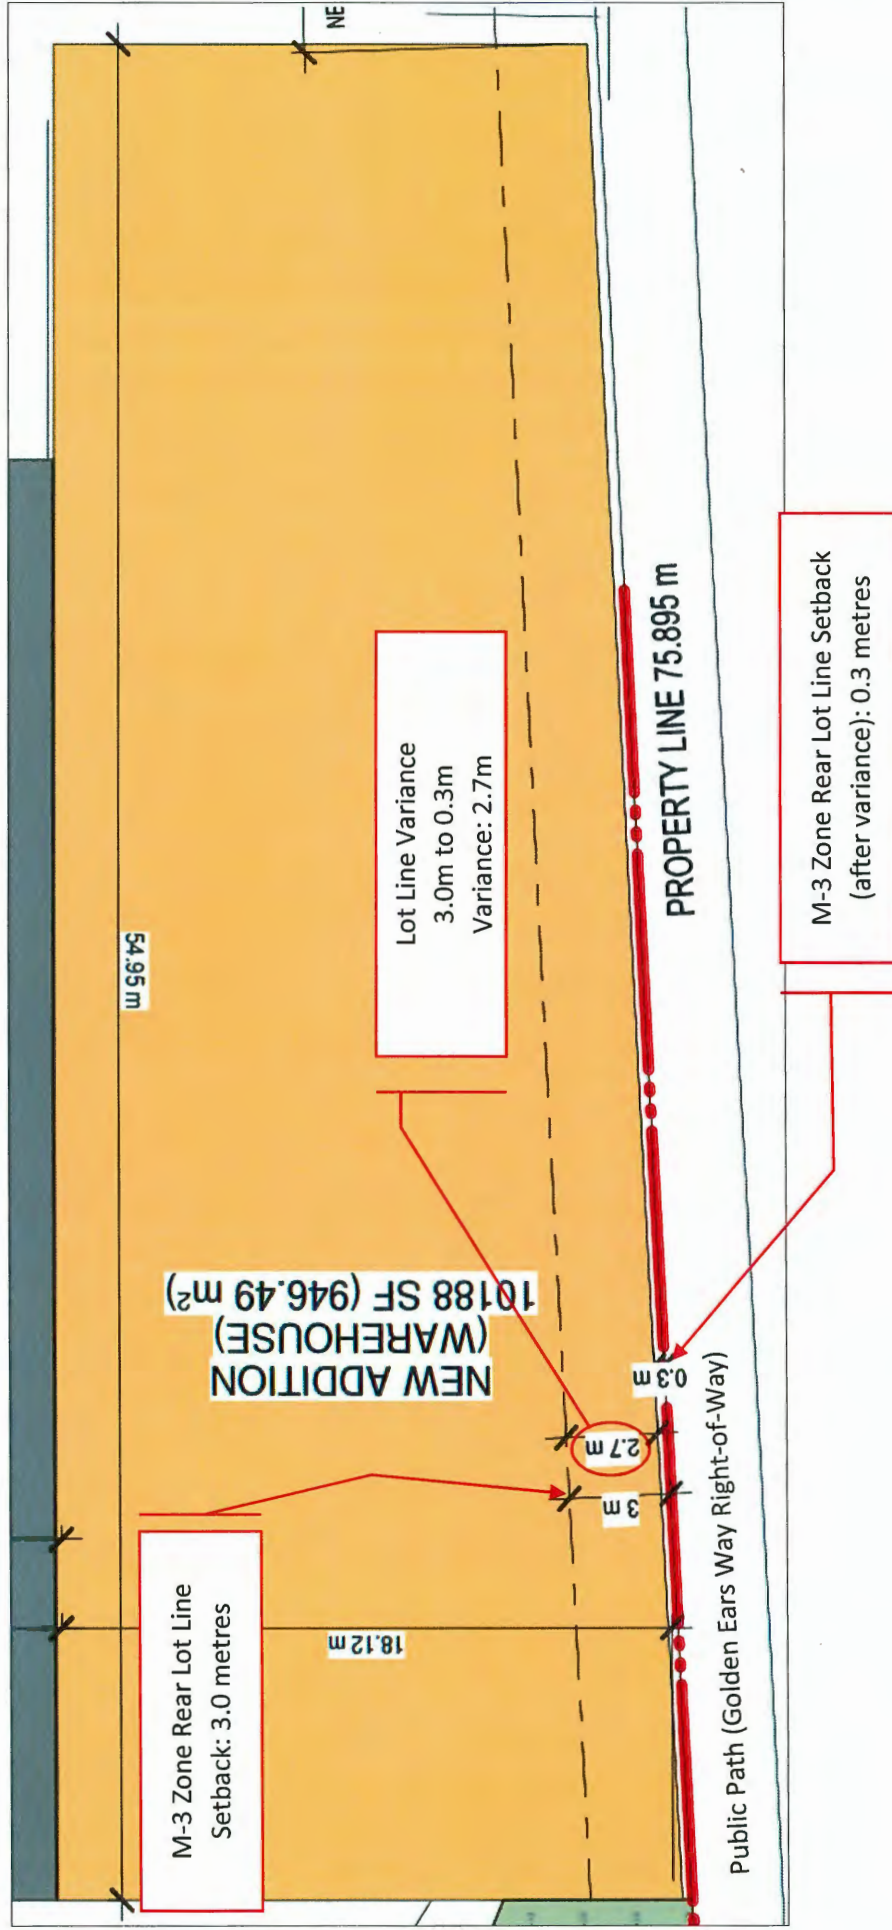 M-3 Zone Rear Lot Line
Setback: 3.0 metres
Lot Line Variance
3.0m to 0.3m
Variance: 2.7m
M-3 Zone Rear Lot Line Setback
(after variance): 0.3 metres
Public Path (Golden Ears Way Right-of-Way)
PROPERTY LINE 75.895 m
NEW ADDITION
(WAREHOUSE)
10188 SF (946.49 m²)
54.95 m
18.12 m
3 m
2.7 m
0.3 m
NE